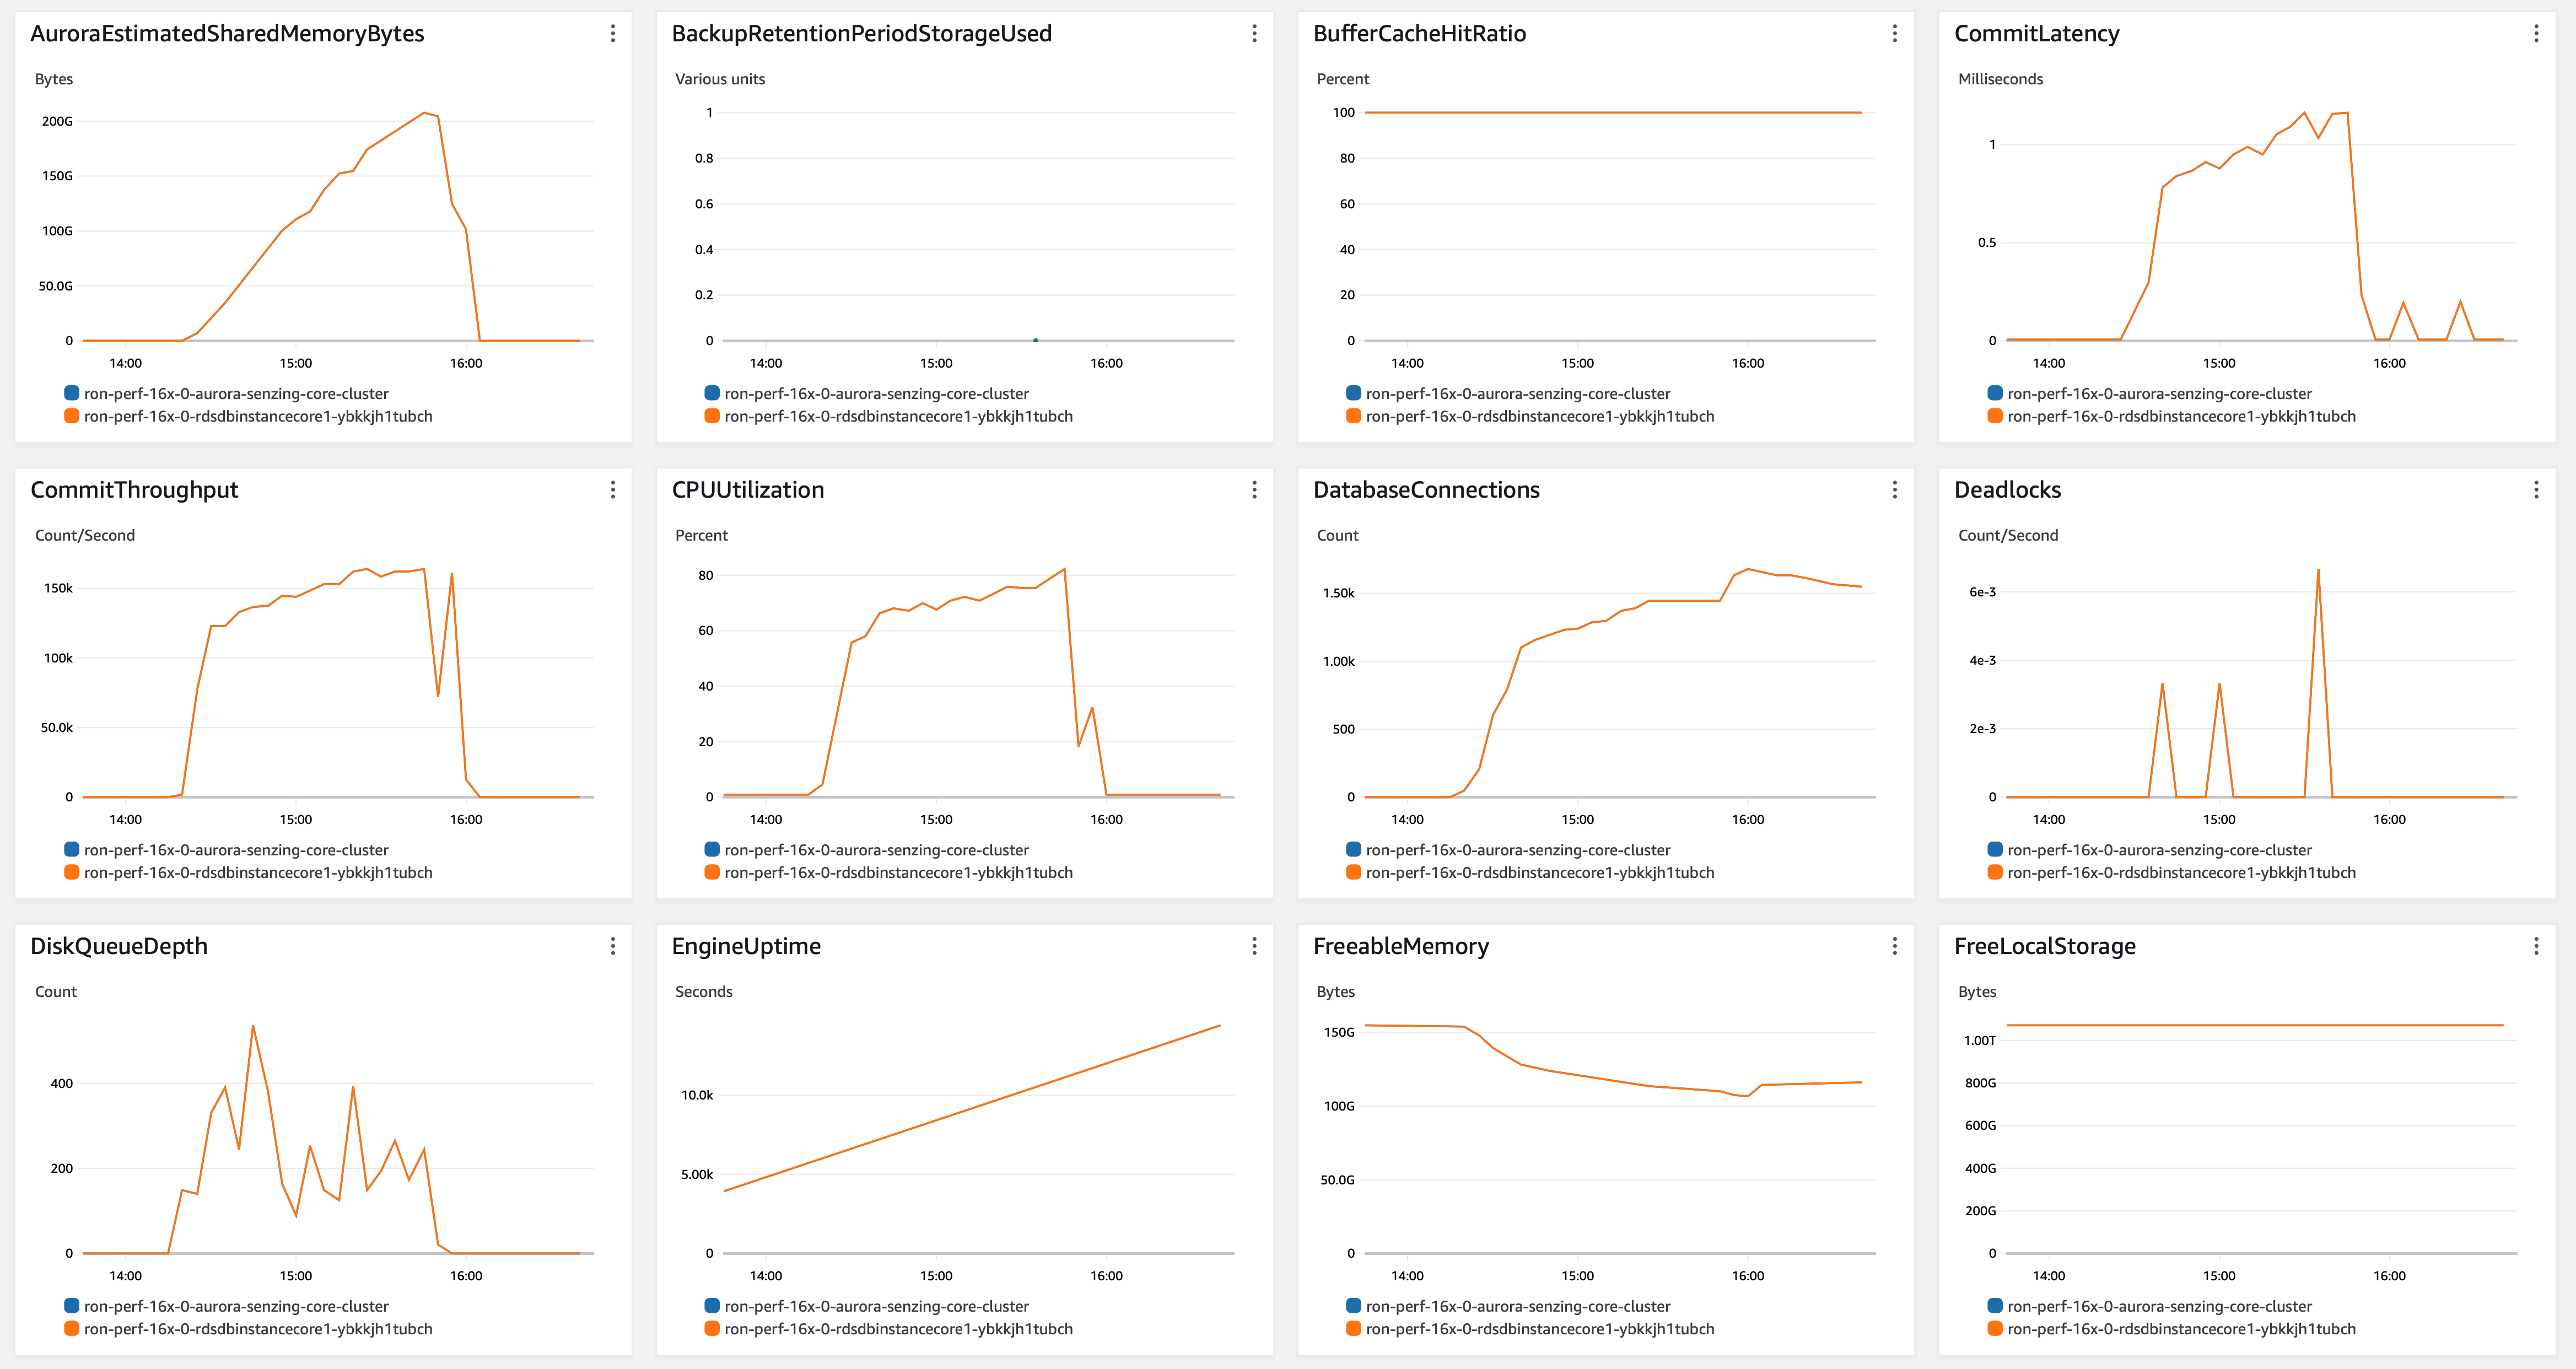 AuroraEstimatedSharedMemoryBytes
Bytes
200G
150G
100G
50.0G
0
14:00 15:00 16:00
ron-perf-16x-0-aurora-senzing-core-cluster
ron-perf-16x-0-rdsdbinstancecore1-ybkkjh1tubch
BackupRetentionPeriodStorageUsed
Various units
1
0.8
0.6
0.4
0.2
0
14:00 15:00 16:00
ron-perf-16x-0-aurora-senzing-core-cluster
ron-perf-16x-0-rdsdbinstancecore1-ybkkjh1tubch
BufferCacheHitRatio
Percent
100
80
60
40
20
0
14:00 15:00 16:00
ron-perf-16x-0-aurora-senzing-core-cluster
ron-perf-16x-0-rdsdbinstancecore1-ybkkjh1tubch
CommitLatency
Milliseconds
1
0.5
0
14:00 15:00 16:00
ron-perf-16x-0-aurora-senzing-core-cluster
ron-perf-16x-0-rdsdbinstancecore1-ybkkjh1tubch
CommitThroughput
Count/Second
150k
100k
50.0k
0
14:00 15:00 16:00
ron-perf-16x-0-aurora-senzing-core-cluster
ron-perf-16x-0-rdsdbinstancecore1-ybkkjh1tubch
CPUUtilization
Percent
80
60
40
20
0
14:00 15:00 16:00
ron-perf-16x-0-aurora-senzing-core-cluster
ron-perf-16x-0-rdsdbinstancecore1-ybkkjh1tubch
DatabaseConnections
Count
1.50k
1.00k
500
0
14:00 15:00 16:00
ron-perf-16x-0-aurora-senzing-core-cluster
ron-perf-16x-0-rdsdbinstancecore1-ybkkjh1tubch
Deadlocks
Count/Second
6e-3
4e-3
2e-3
0
14:00 15:00 16:00
ron-perf-16x-0-aurora-senzing-core-cluster
ron-perf-16x-0-rdsdbinstancecore1-ybkkjh1tubch
DiskQueueDepth
Count
400
200
0
14:00 15:00 16:00
ron-perf-16x-0-aurora-senzing-core-cluster
ron-perf-16x-0-rdsdbinstancecore1-ybkkjh1tubch
EngineUptime
Seconds
10.0k
5.00k
0
14:00 15:00 16:00
ron-perf-16x-0-aurora-senzing-core-cluster
ron-perf-16x-0-rdsdbinstancecore1-ybkkjh1tubch
FreeableMemory
Bytes
150G
100G
50.0G
0
14:00 15:00 16:00
ron-perf-16x-0-aurora-senzing-core-cluster
ron-perf-16x-0-rdsdbinstancecore1-ybkkjh1tubch
FreeLocalStorage
Bytes
1.00T
800G
600G
400G
200G
0
14:00 15:00 16:00
ron-perf-16x-0-aurora-senzing-core-cluster
ron-perf-16x-0-rdsdbinstancecore1-ybkkjh1tubch